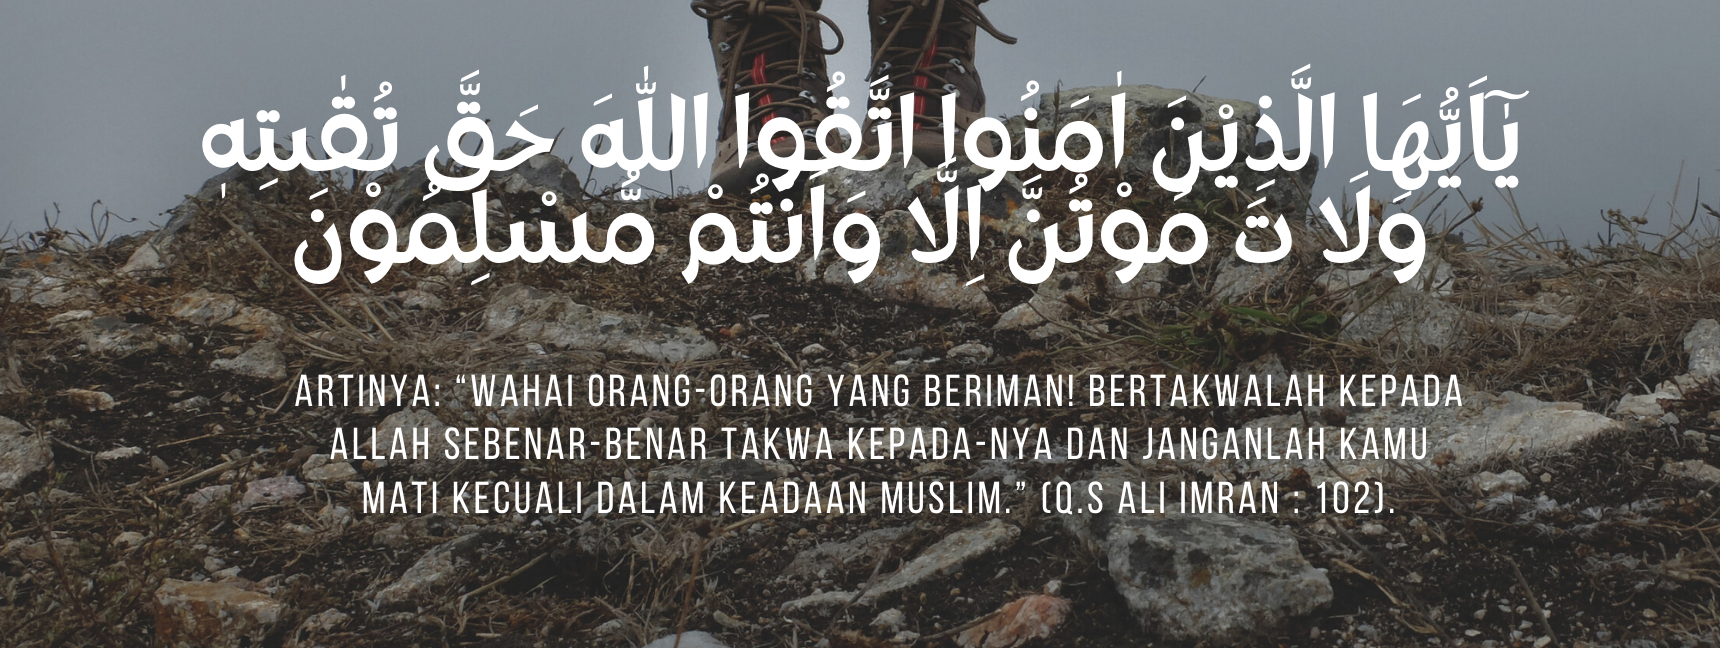 يٰٓاَيُّهَا الَّذِيْنَ اٰمَنُوا اتَّقُوا اللّٰهَ حَقَّ تُقٰىتِهٖ
وَلَا تَ مُوْتُنَّ اِلَّا وَاَنْتُمْ مُّسْلِمُوْنَ
ARTINYA: “WAHAI ORANG-ORANG YANG BERIMAN! BERTAKWALAH KEPADA
ALLAH SEBENAR-BENAR TAKWA KEPADA-NYA DAN JANGANLAH KAMU
MATI KECUALI DALAM KEADAAN MUSLIM.” (Q.S ALI IMRAN : 102).